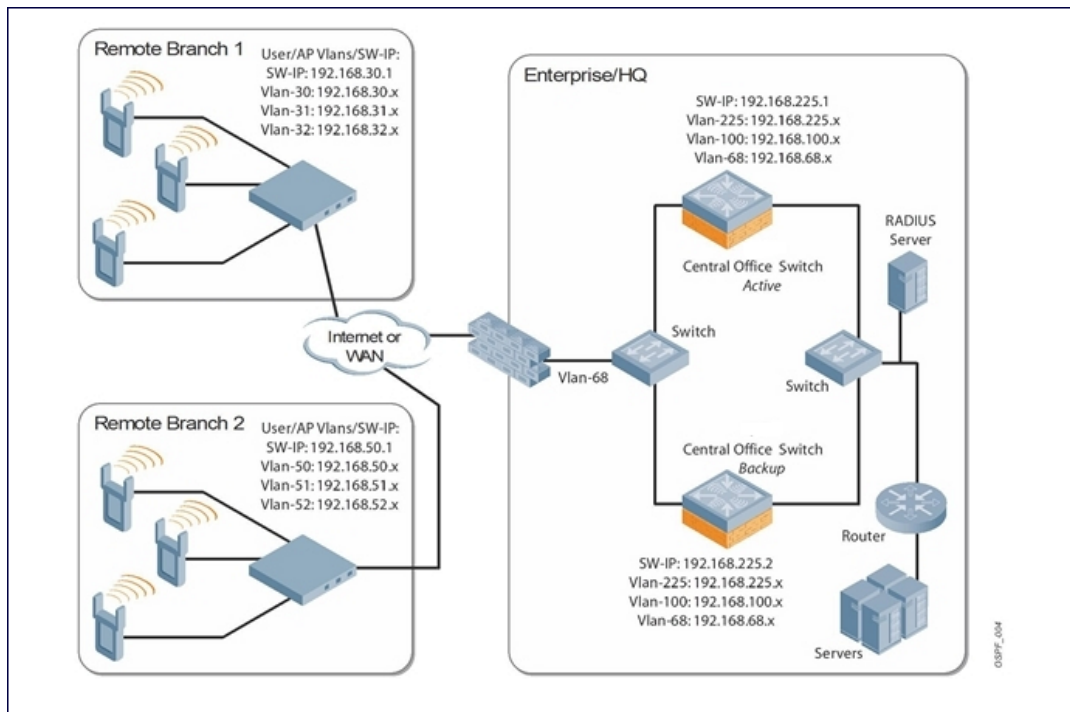 Remote Branch 1
User/AP Vlans/SW-IP:
SW-IP: 192.168.30.1
Vlan-30: 192.168.30.x
Vlan-31: 192.168.31.x
Vlan-32: 192.168.32.x
Internet or
WAN
Remote Branch 2
User/AP Vlans/SW-IP:
SW-IP: 192.168.50.1
Vlan-50: 192.168.50.x
Vlan-51: 192.168.51.x
Vlan-52: 192.168.52.x
Enterprise/HQ
SW-IP: 192.168.225.1
Vlan-225: 192.168.225.x
Vlan-100: 192.168.100.x
Vlan-68: 192.168.68.x
Central Office Switch
Active
RADIUS
Server
Switch
Vlan-68
Switch
Central Office Switch
Backup
SW-IP: 192.168.225.2
Vlan-225: 192.168.225.x
Vlan-100: 192.168.100.x
Vlan-68: 192.168.68.x
Router
Servers
OSPF_004